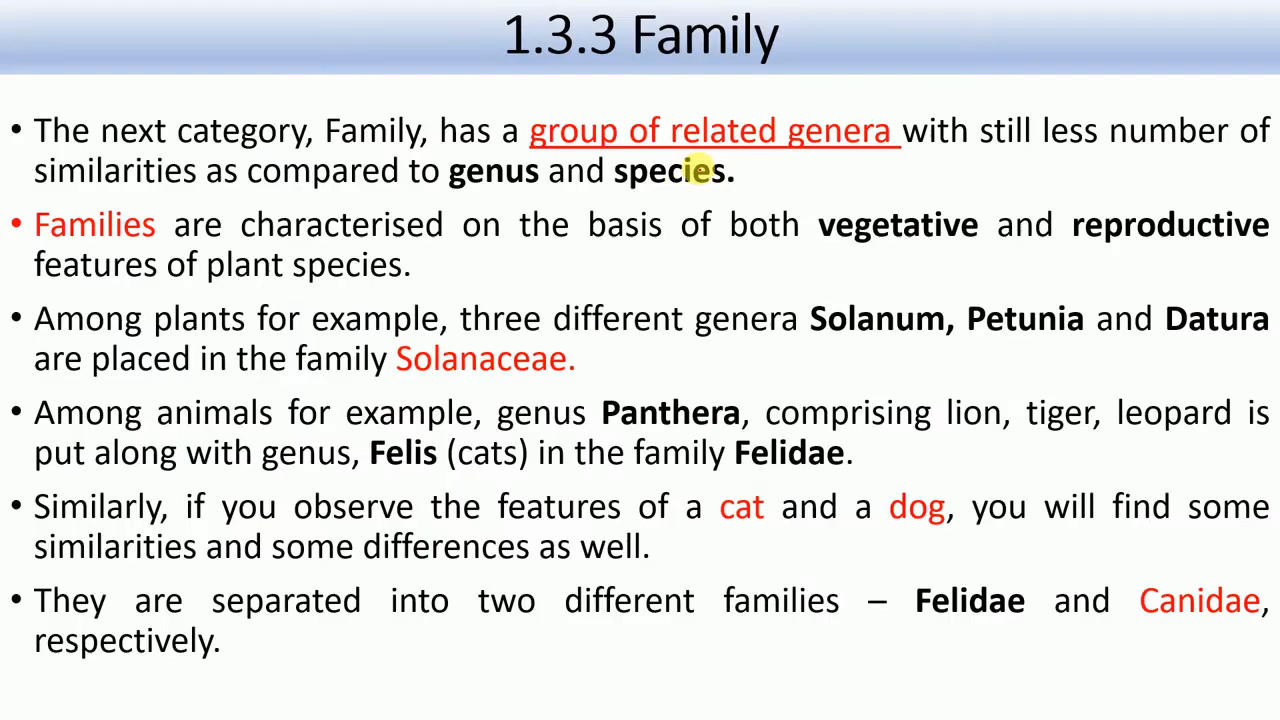 1.3.3 Family
• The next category, Family, has a group of related genera with still less number of
similarities as compared to genus and species.
• Families are characterised on the basis of both vegetative and reproductive
features of plant species.
• Among plants for example, three different genera Solanum, Petunia and Datura
are placed in the family Solanaceae.
• Among animals for example, genus Panthera, comprising lion, tiger, leopard is
put along with genus, Felis (cats) in the family Felidae.
• Similarly, if you observe the features of a cat and a dog, you will find some
similarities and some differences as well.
• They are separated into two different families – Felidae and Canidae,
respectively.